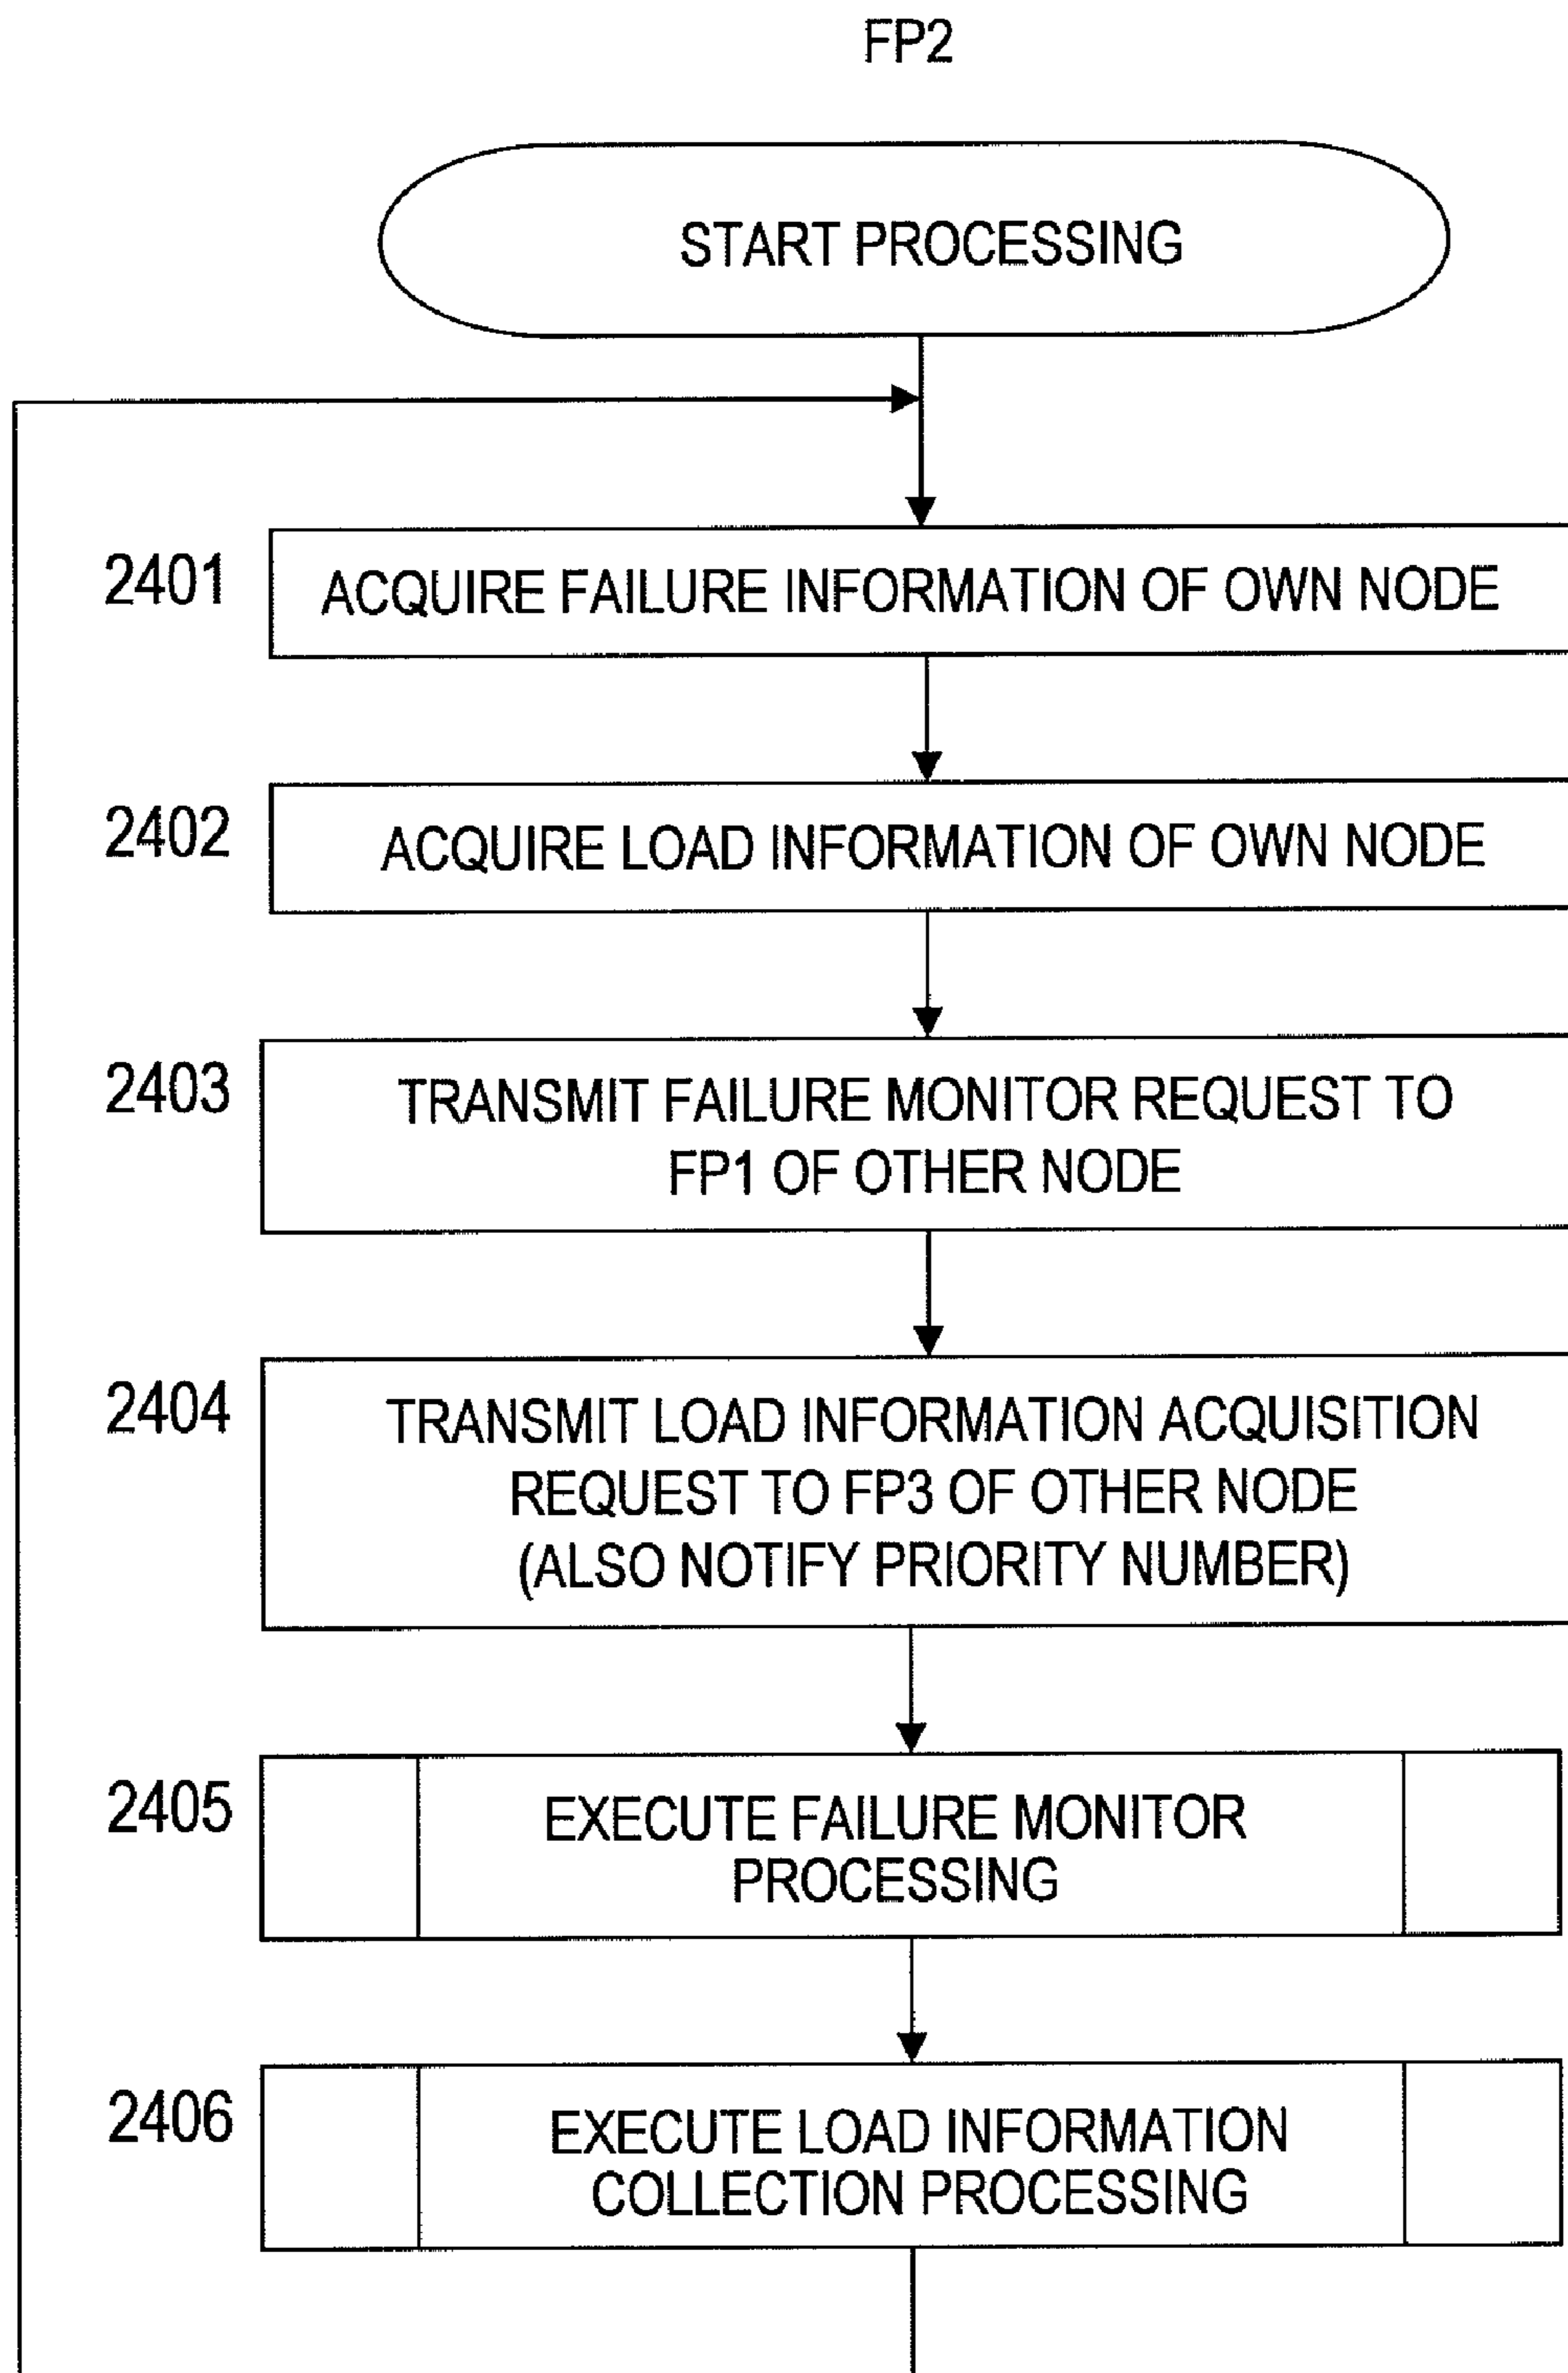 FP2
START PROCESSING
2401
ACQUIRE FAILURE INFORMATION OF OWN NODE
2402
ACQUIRE LOAD INFORMATION OF OWN NODE
2403
TRANSMIT FAILURE MONITOR REQUEST TO
FP1 OF OTHER NODE
2404
TRANSMIT LOAD INFORMATION ACQUISITION
REQUEST TO FP3 OF OTHER NODE
(ALSO NOTIFY PRIORITY NUMBER)
2405
EXECUTE FAILURE MONITOR
PROCESSING
2406
EXECUTE LOAD INFORMATION
COLLECTION PROCESSING